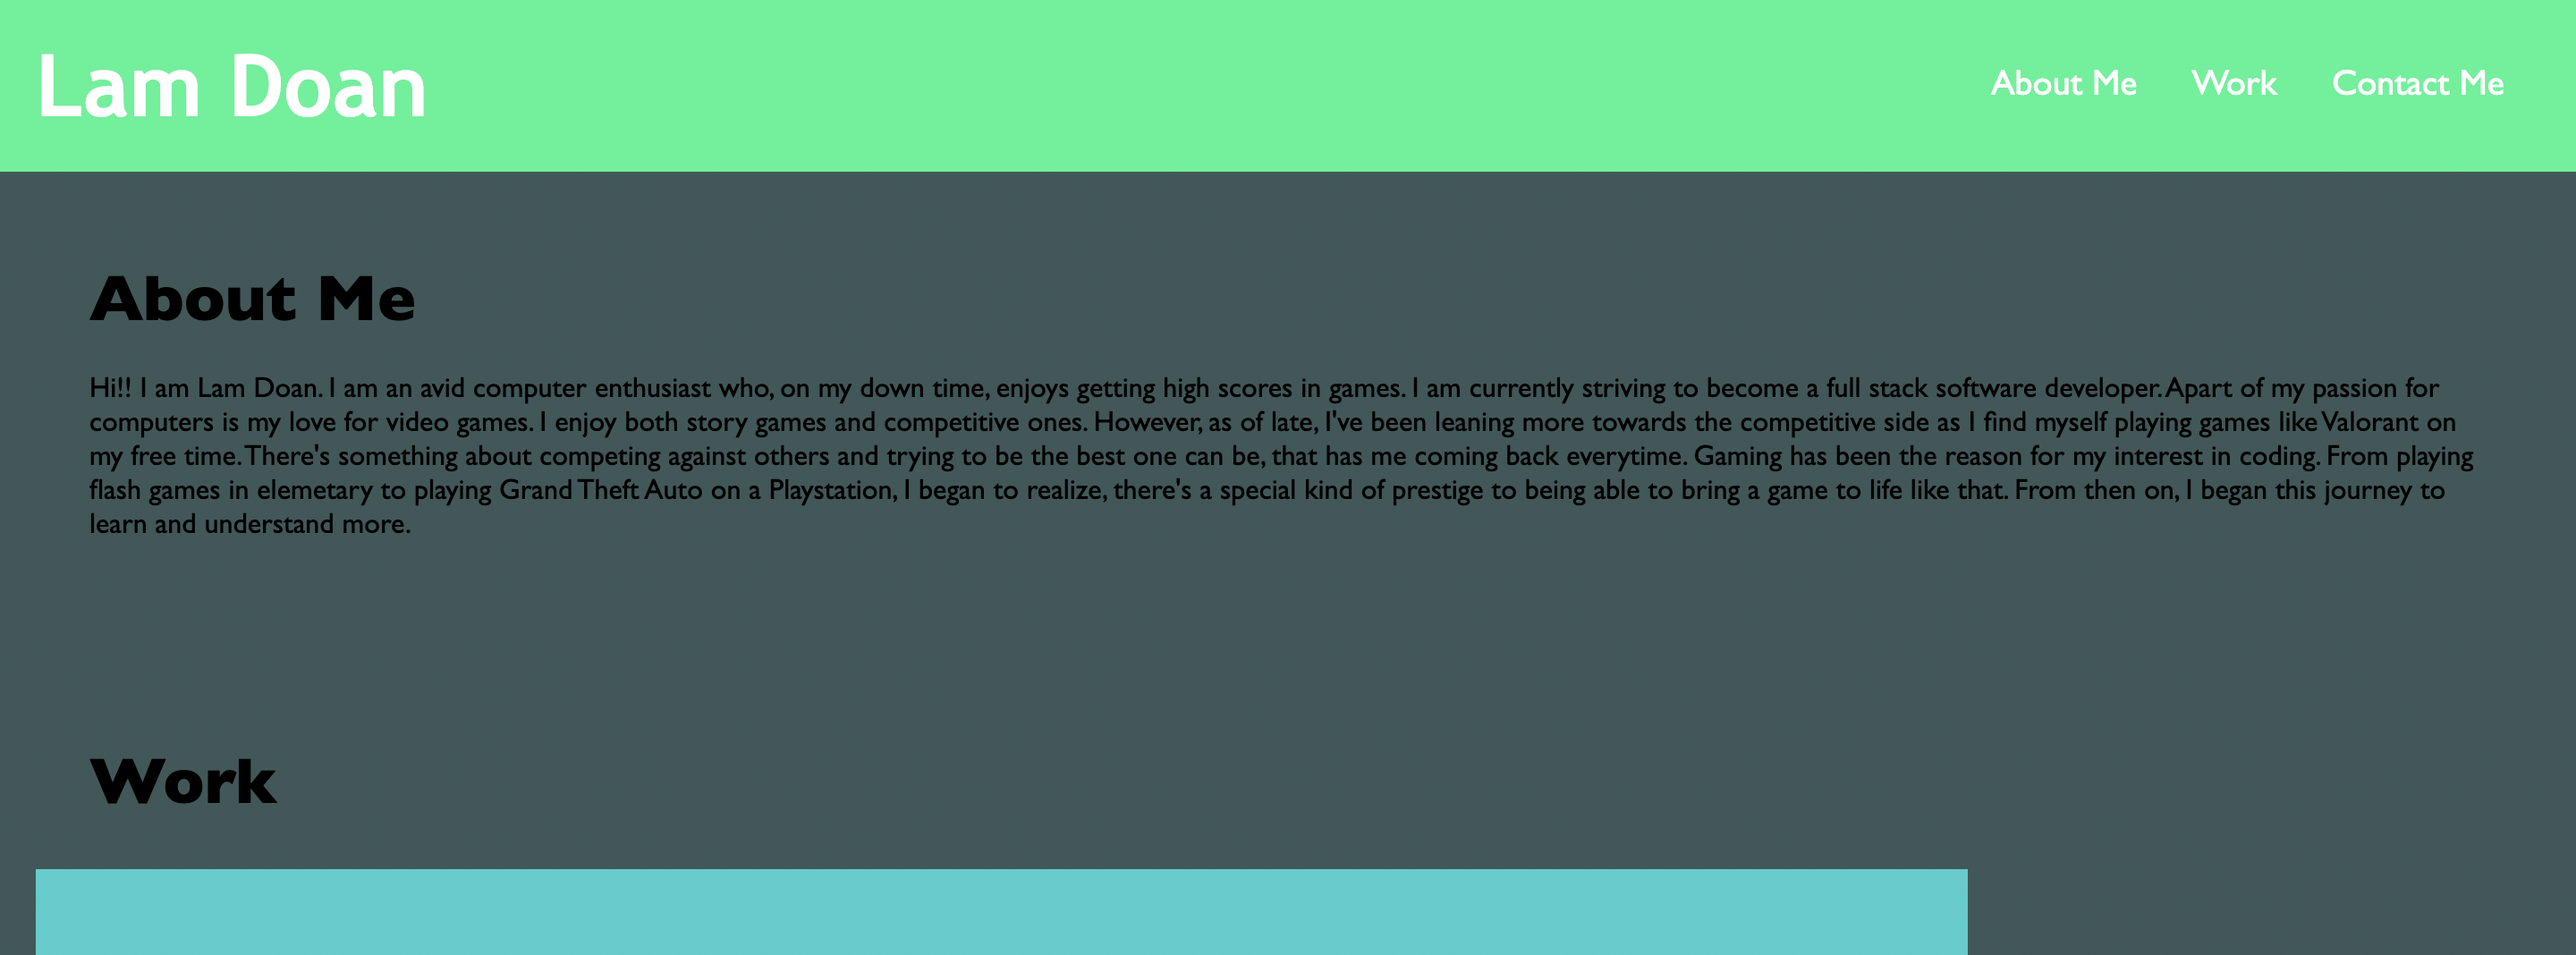 Lam Doan
About Me Work Contact Me
About Me
Hi!! I am Lam Doan. I am an avid computer enthusiast who, on my down time, enjoys getting high scores in games. I am currently striving to become a full stack software developer. Apart of my passion for
computers is my love for video games. I enjoy both story games and competitive ones. However, as of late, I've been leaning more towards the competitive side as I find myself playing games like Valorant on
my free time. There's something about competing against others and trying to be the best one can be, that has me coming back everytime. Gaming has been the reason for my interest in coding. From playing
flash games in elemetary to playing Grand Theft Auto on a Playstation, I began to realize, there's a special kind of prestige to being able to bring a game to life like that. From then on, I began this journey to
learn and understand more.
Work